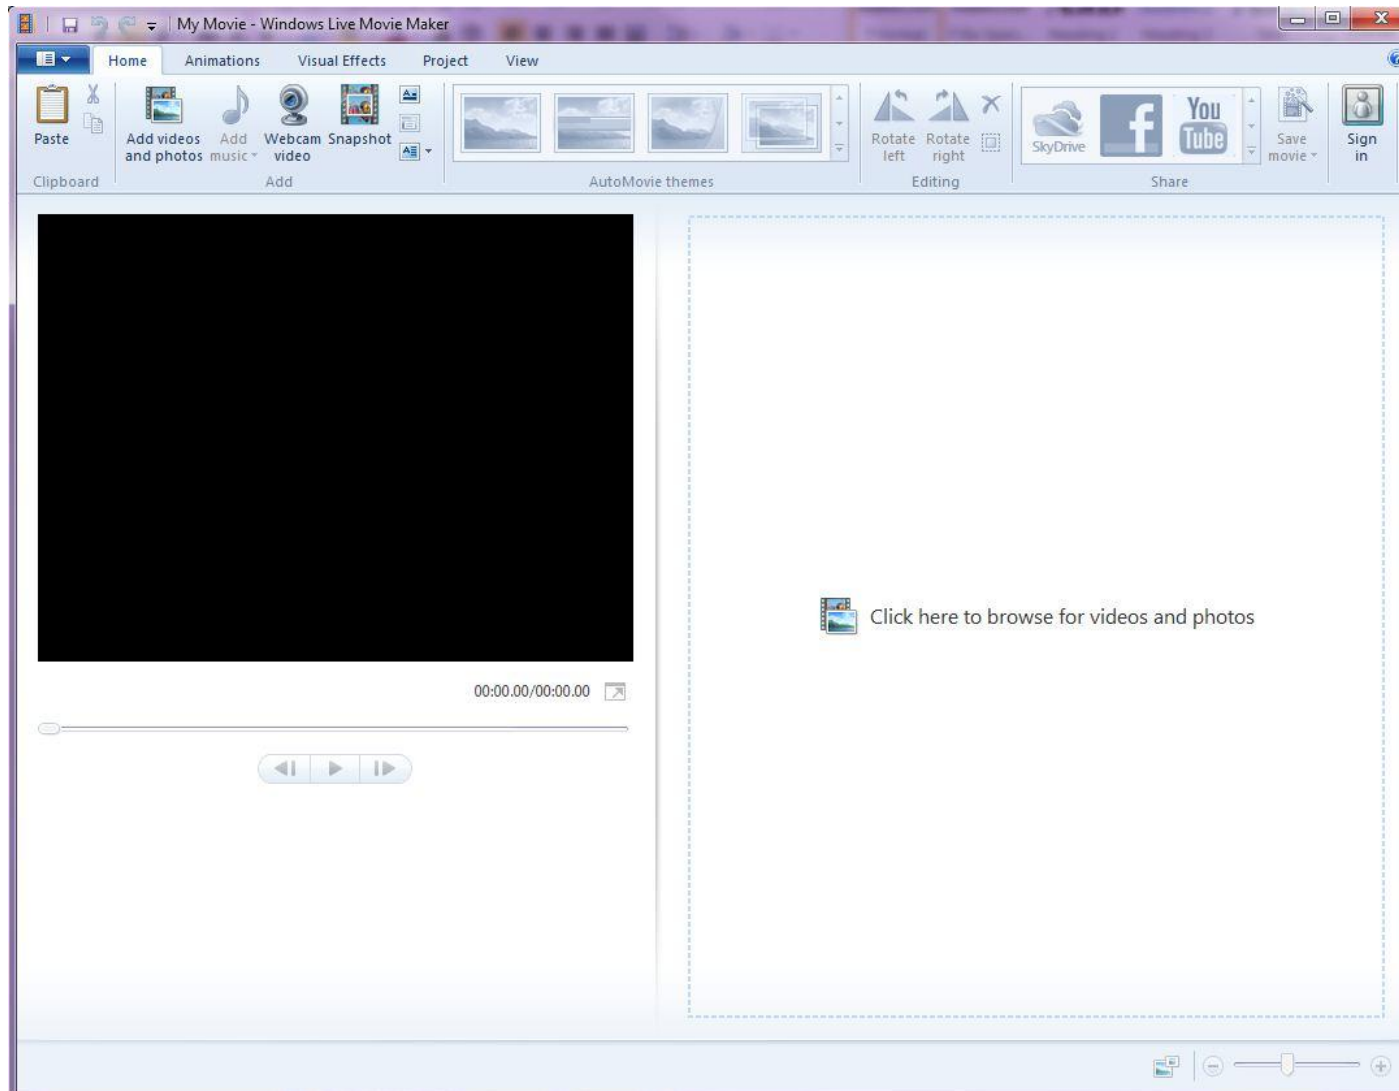 My Movie - Windows Live Movie Maker
Home Animations Visual Effects Project View
Paste
Add videos and photos
Add music
Webcam video
Snapshot
Rotate left
Rotate right
SkyDrive
f
You Tube
Save movie
Sign in
Clipboard Add AutoMovie themes Editing Share
Click here to browse for videos and photos
00:00.00/00:00.00